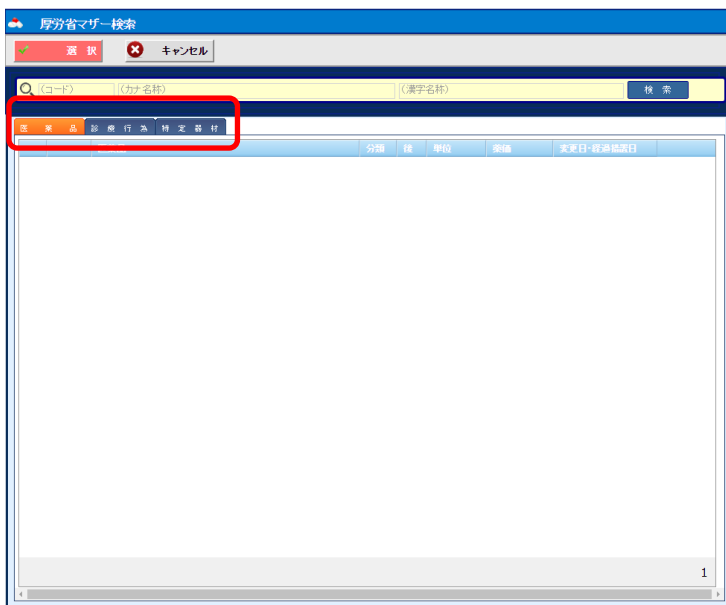 厚労省マザー検索
選 択 キャンセル
(コード) (カナ名称) (漢字名称) 検 索
医 薬 品 診 療 行 為 特 定 器 材
分類 後 単位 薬価 変更日・経過措置日
1